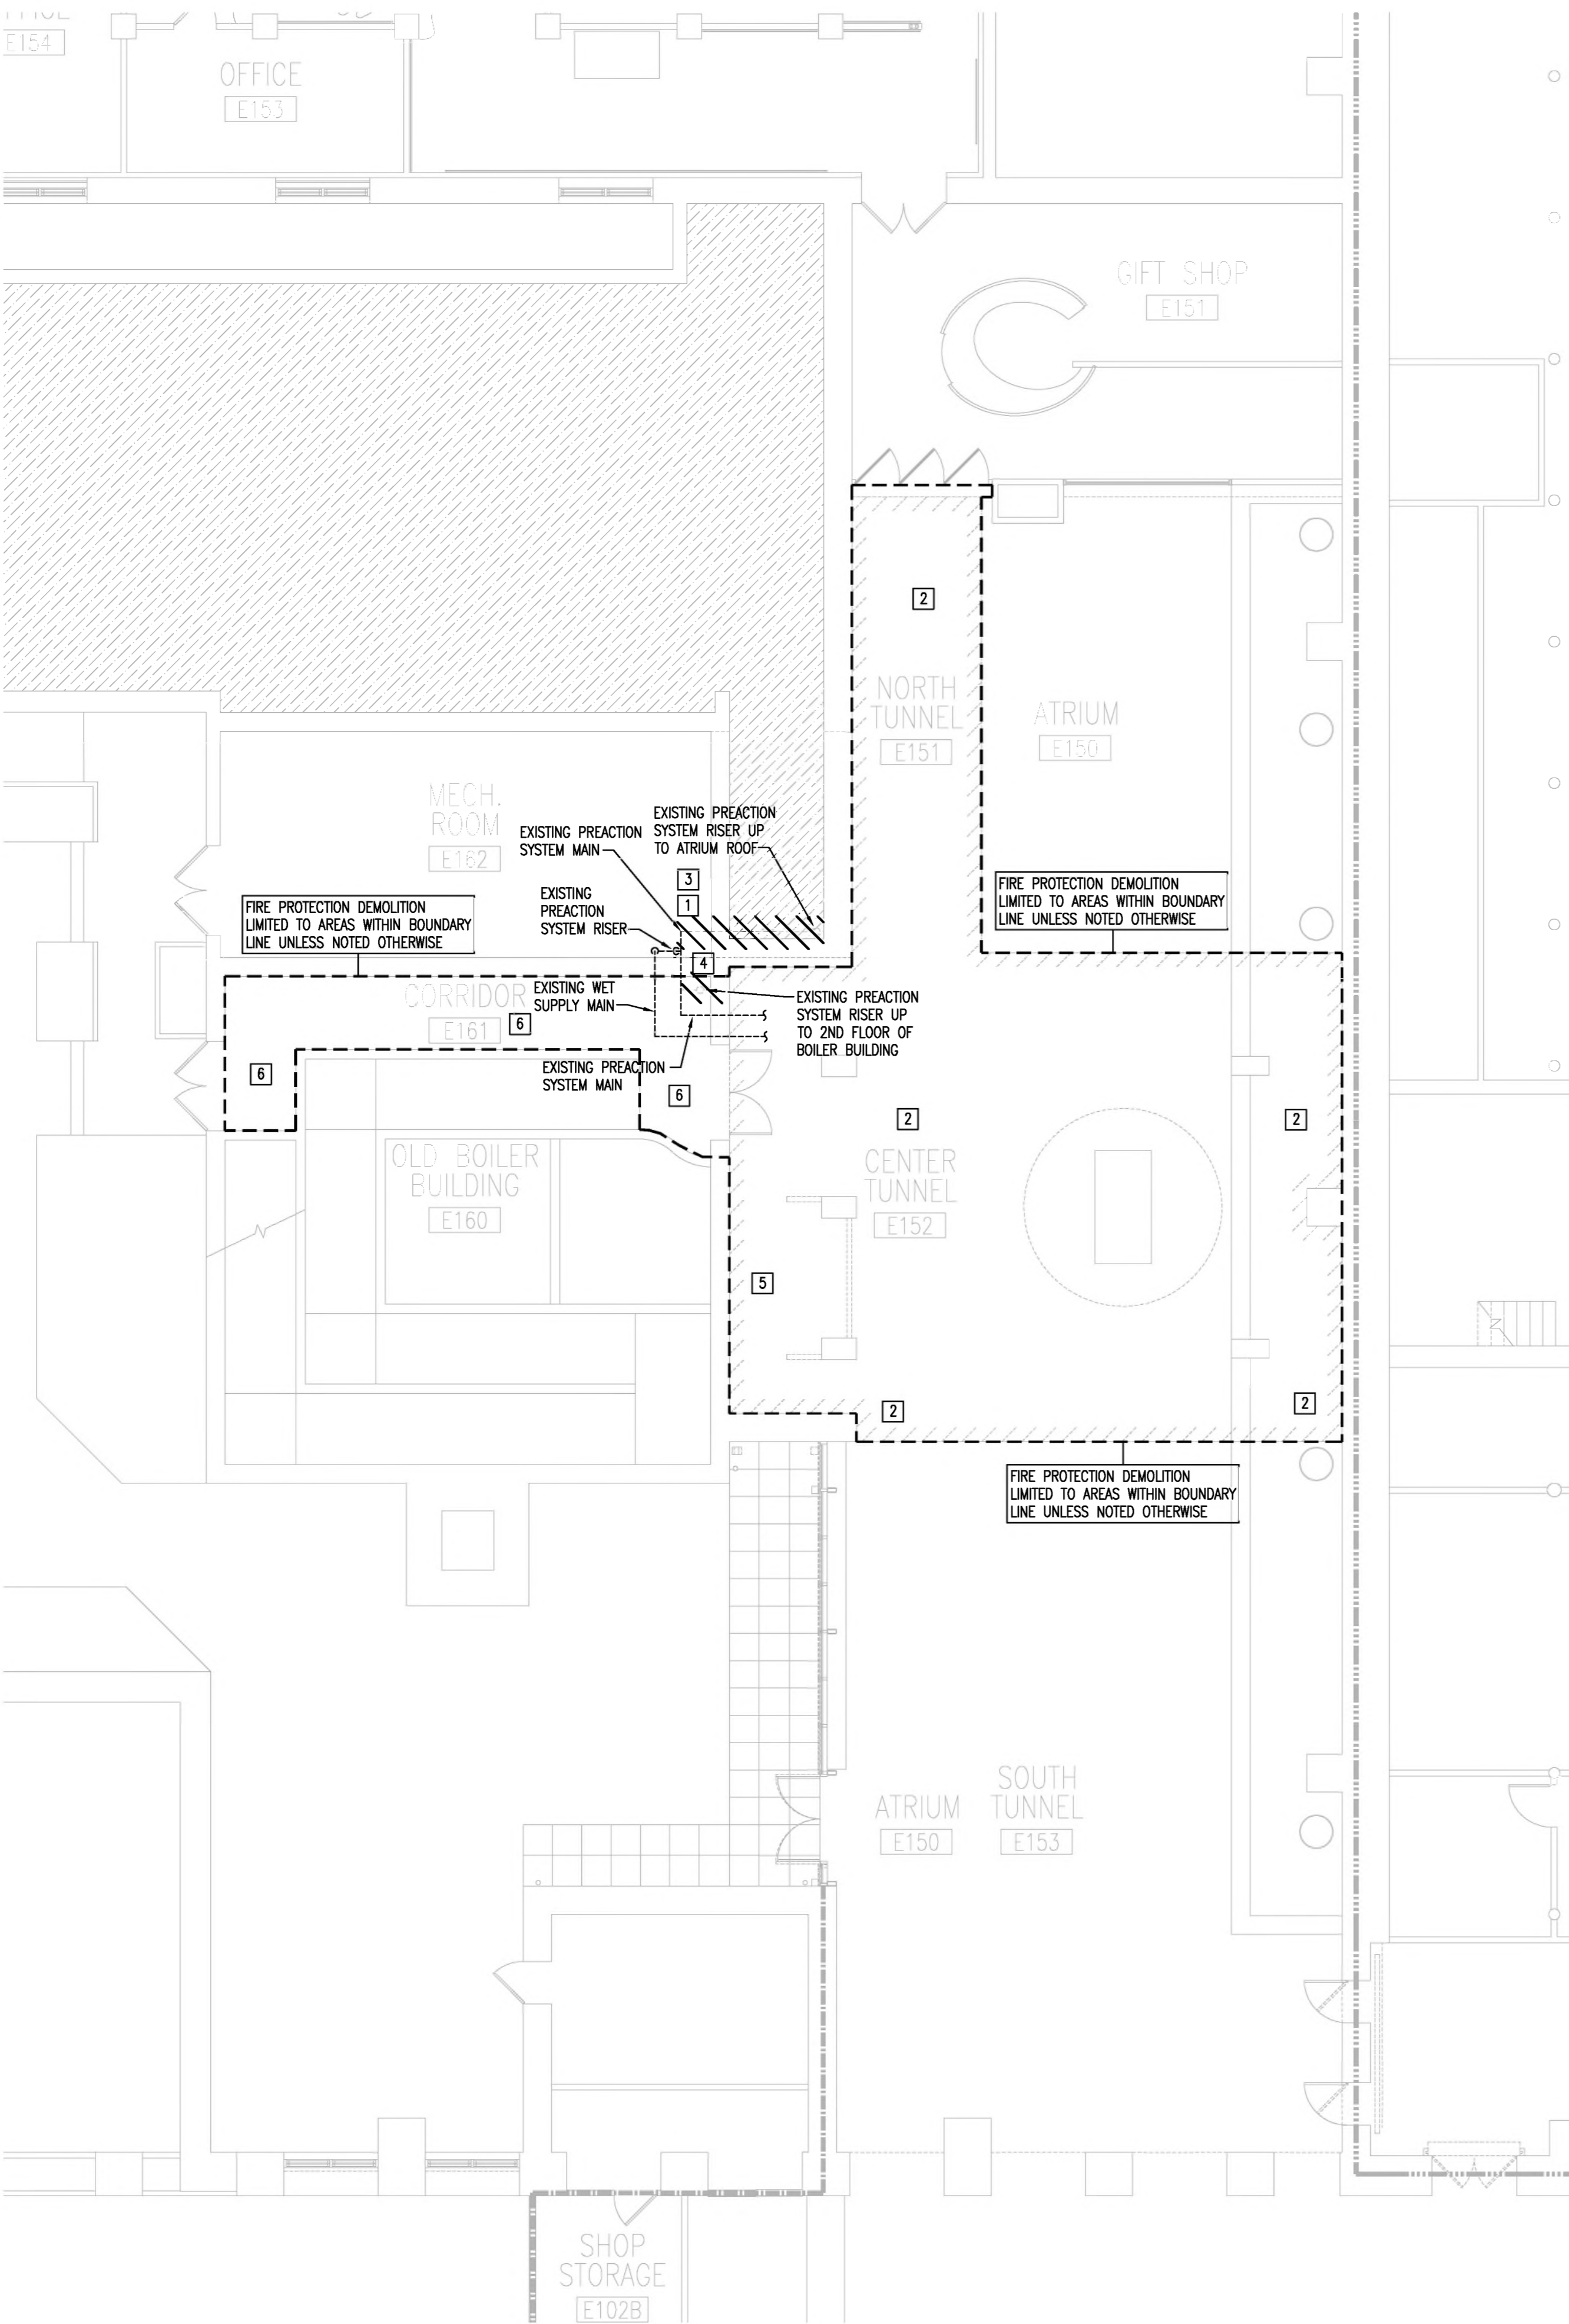 E154
OFFICE
E153
GIFT SHOP
E151
2
NORTH
TUNNEL
E151
ATRIUM
E150
MECH.
ROOM
E162
EXISTING PREACTION
SYSTEM MAIN
EXISTING PREACTION
SYSTEM RISER UP
TO ATRIUM ROOF
3
1
EXISTING
PREACTION
SYSTEM RISER
FIRE PROTECTION DEMOLITION
LIMITED TO AREAS WITHIN BOUNDARY
LINE UNLESS NOTED OTHERWISE
FIRE PROTECTION DEMOLITION
LIMITED TO AREAS WITHIN BOUNDARY
LINE UNLESS NOTED OTHERWISE
4
CORRIDOR
E161
6
EXISTING WET
SUPPLY MAIN
EXISTING PREACTION
SYSTEM RISER UP
TO 2ND FLOOR OF
BOILER BUILDING
6
EXISTING PREACTION
SYSTEM MAIN
6
2
2
OLD BOILER
BUILDING
E160
CENTER
TUNNEL
E152
5
2
2
FIRE PROTECTION DEMOLITION
LIMITED TO AREAS WITHIN BOUNDARY
LINE UNLESS NOTED OTHERWISE
ATRIUM
E150
SOUTH
TUNNEL
E153
SHOP
STORAGE
E102B